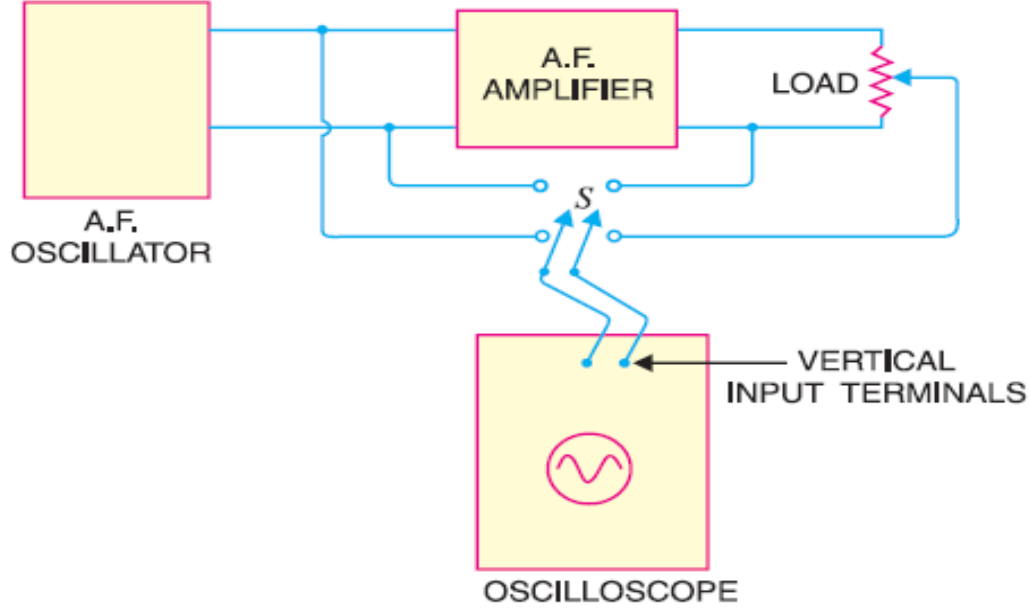 A.F.
AMPLIFIER
LOAD
S
A.F.
OSCILLATOR
VERTICAL
INPUT TERMINALS
OSCILLOSCOPE